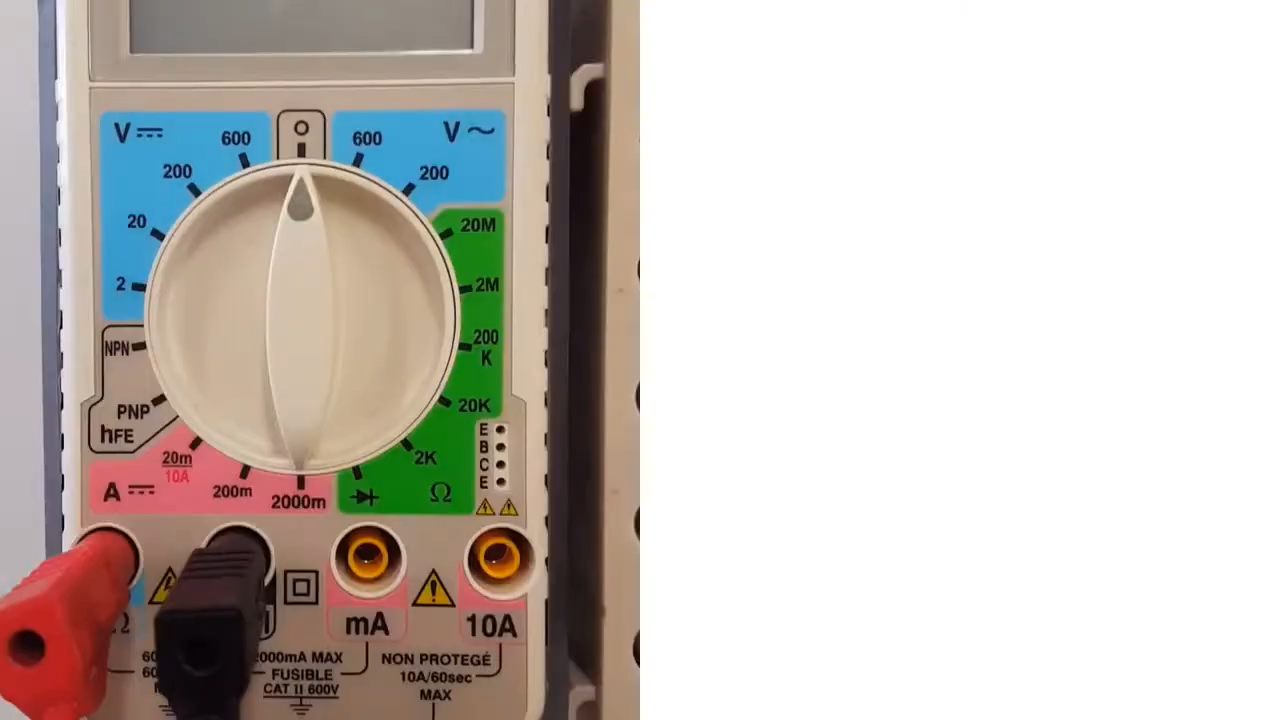 V
600
O
600
V
200
200
20
20M
2
2M
200
K
NPN
PNP
20K
hFE
E
B
C
E
20m
10A
2K
A
200m
2000m
Ω
Ω
mA
10A
2000mA MAX
FUSIBLE
CAT II 600V
NON PROTEGÉ
10A/60sec
MAX